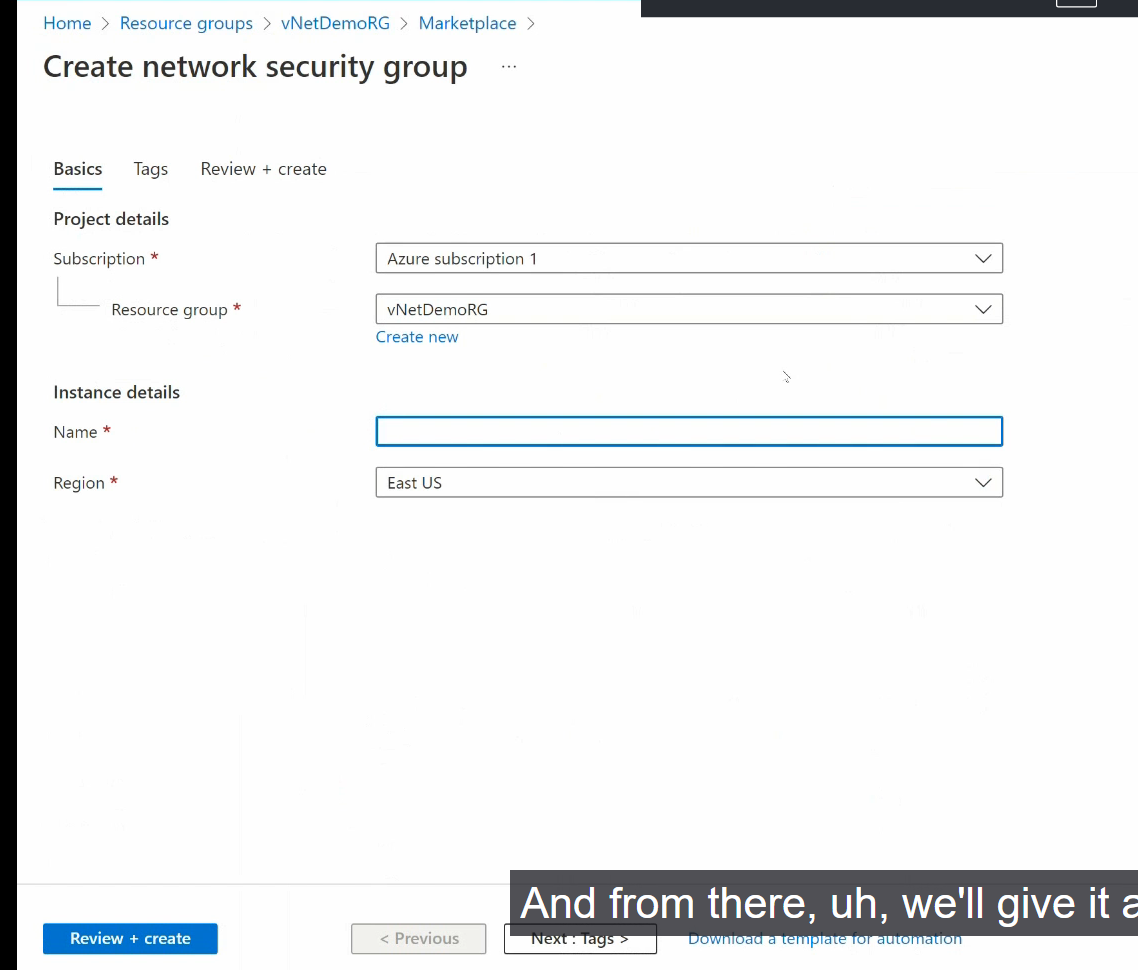 Home > Resource groups > vNetDemoRG > Marketplace >
Create network security group ...
Basics Tags Review + create
Project details
Subscription * Azure subscription 1
Resource group * vNetDemoRG
Create new
Instance details
Name *
Region * East US
And from there, uh, we'll give it a
Review + create < Previous Next : Tags > Download a template for automation